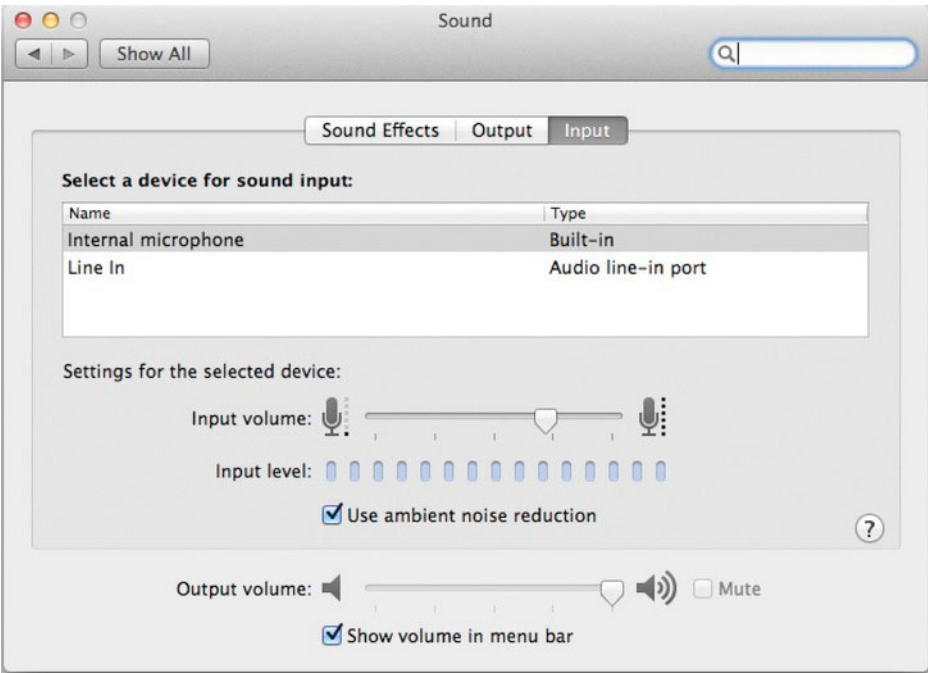 Sound
Show All
Sound Effects Output Input
Select a device for sound input:
Name Type
Internal microphone Built-in
Line In Audio line-in port
Settings for the selected device:
Input volume:
Input level:
Use ambient noise reduction
?
Output volume: Mute
Show volume in menu bar